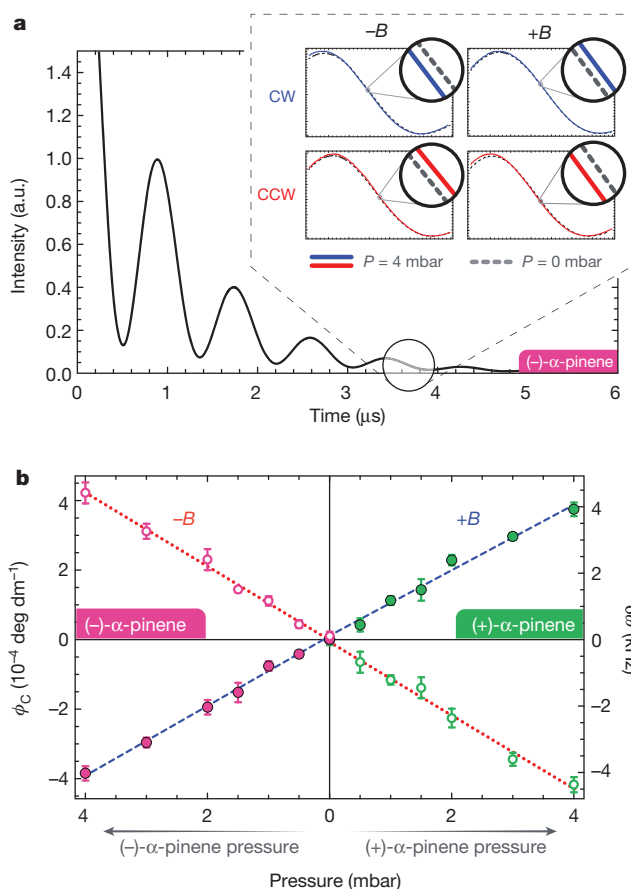 a
−B
+B
1.4
1.2
1.0
0.8
0.6
0.4
0.2
0.0
Intensity (a.u.)
CW
CCW
P = 4 mbar
P = 0 mbar
(−)-α-pinene
0 1 2 3 4 5 6
Time (μs)
b
−B
+B
4
2
0
−2
−4
ϕC (10⁻⁴ deg dm⁻¹)
4
2
0
−2
−4
(−)-α-pinene
(+)-α-pinene
4 2 0 2 4
(−)-α-pinene pressure
(+)-α-pinene pressure
Pressure (mbar)